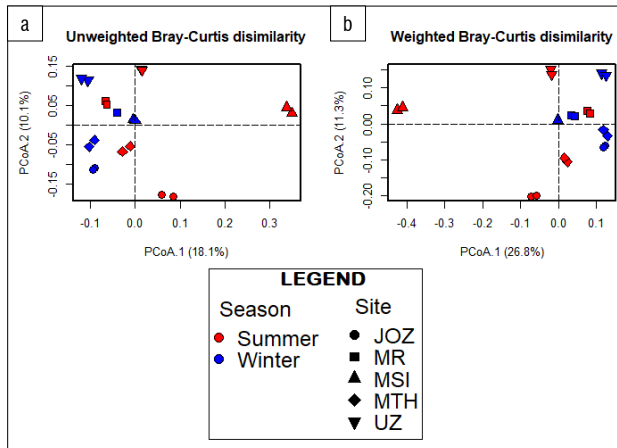 a
Unweighted Bray-Curtis disimilarity
PCoA.2 (10.1%)
0.15
0.05
-0.05
-0.15
-0.1
0.0
0.1
0.2
0.3
PCoA.1 (18.1%)
b
Weighted Bray-Curtis disimilarity
PCoA.2 (11.3%)
0.10
0.00
-0.10
-0.20
-0.4
-0.3
-0.2
-0.1
0.0
0.1
PCoA.1 (26.8%)
LEGEND
Season
Summer
Winter
Site
JOZ
MR
MSI
MTH
UZ